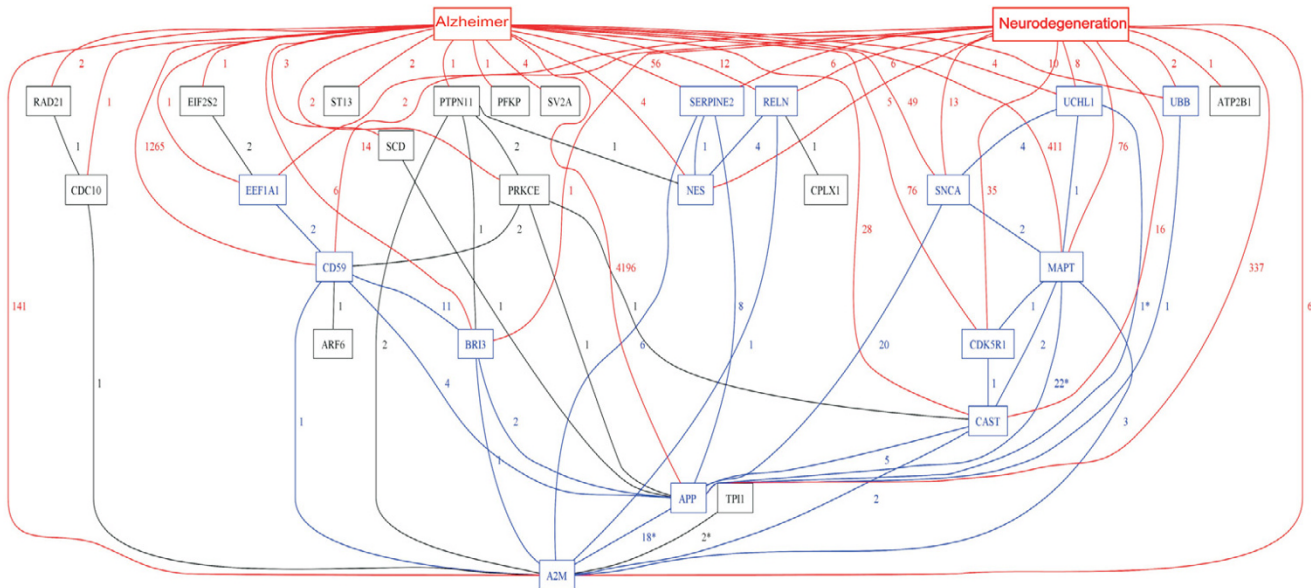 Alzheimer Neurodegeneration
2 1 1 1 3 2 2 1 1 4 56 12 6 6 10 4 8 2 1
RAD21 EIF2S2 ST13 PTPN11 PFKP SV2A SERPINE2 RELN UCHL1 UBB ATP2B1
2 4 5 49 13
1 1265 2 14 SCD 2 1 1 4 1 4 411 76
CDC10 EEF1A1 PRKCE NES CPLX1 SNCA
6 1 76 35
2 1 2 28 1 2 16
CD59 MAPT
141 4196 337
1 11 1 1 8 1 1* 1 6
ARF6 BRI3 CDK5R1
2 1 6 1 20 2
1 4 1 22*
2 CAST
1 5 3
APP TPI1 2
18* 2*
A2M